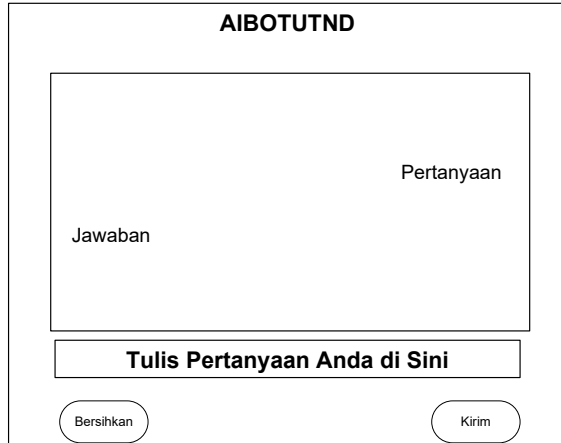 AIBOTUTND
Pertanyaan
Jawaban
Tulis Pertanyaan Anda di Sini
Bersihkan
Kirim